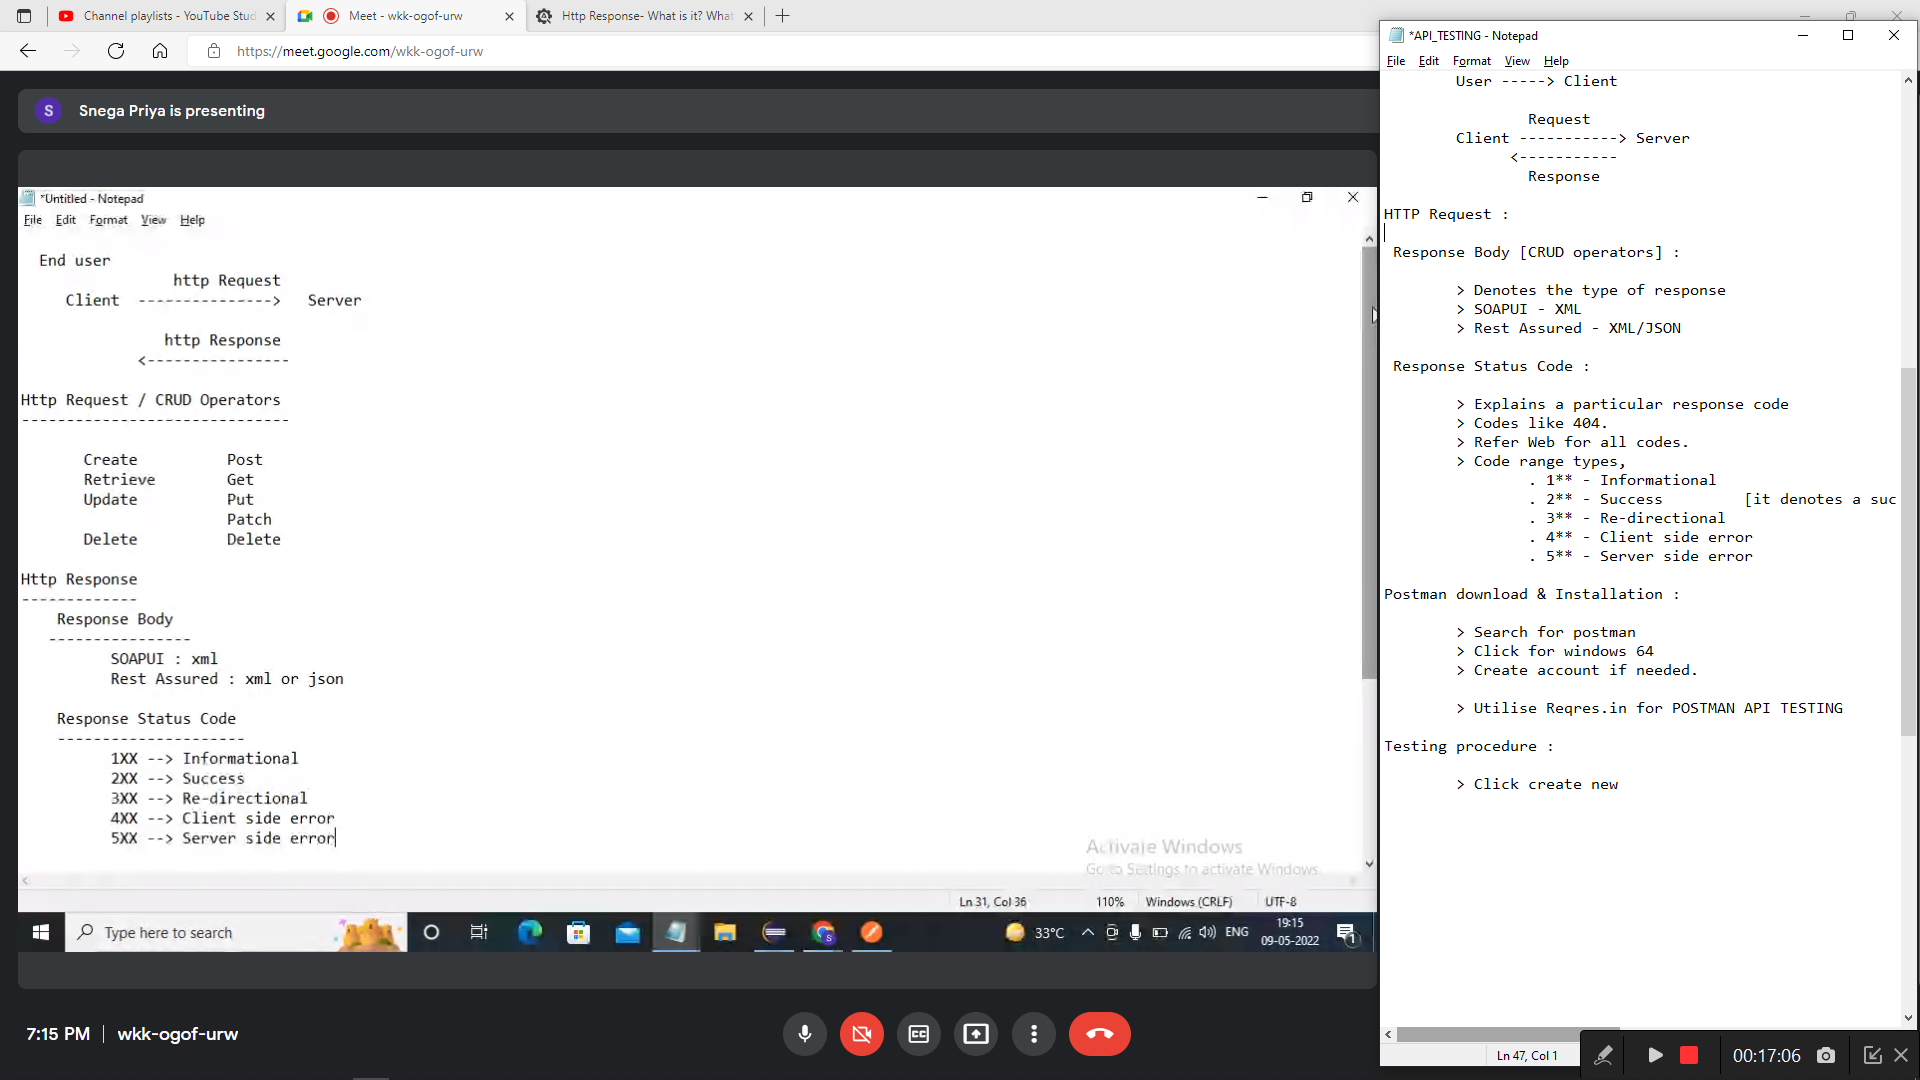 Channel playlists - YouTube Stud
Meet - wkk-ogof-urw
Http Response- What is it? What
https://meet.google.com/wkk-ogof-urw
S
Snega Priya is presenting
*Untitled - Notepad
File Edit Format View Help
End user
http Request
Client ---------------> Server
http Response
<----------------
Http Request / CRUD Operators
------------------------------
Create Post
Retrieve Get
Update Put
Patch
Delete Delete
Http Response
-------------
Response Body
----------------
SOAPUI : xml
Rest Assured : xml or json
Response Status Code
---------------------
1XX --> Informational
2XX --> Success
3XX --> Re-directional
4XX --> Client side error
5XX --> Server side error
Activate Windows
Go to Settings to activate Windows.
Ln 31, Col 36 110% Windows (CRLF) UTF-8
Type here to search
33°C ENG
19:15
09-05-2022
1
7:15 PM | wkk-ogof-urw
*API_TESTING - Notepad
File Edit Format View Help
User -----> Client
Request
Client -----------> Server
<-----------
Response
HTTP Request :
Response Body [CRUD operators] :
> Denotes the type of response
> SOAPUI - XML
> Rest Assured - XML/JSON
Response Status Code :
> Explains a particular response code
> Codes like 404.
> Refer Web for all codes.
> Code range types,
. 1** - Informational
. 2** - Success [it denotes a suc
. 3** - Re-directional
. 4** - Client side error
. 5** - Server side error
Postman download & Installation :
> Search for postman
> Click for windows 64
> Create account if needed.
> Utilise Reqres.in for POSTMAN API TESTING
Testing procedure :
> Click create new
Ln 47, Col 1
00:17:06